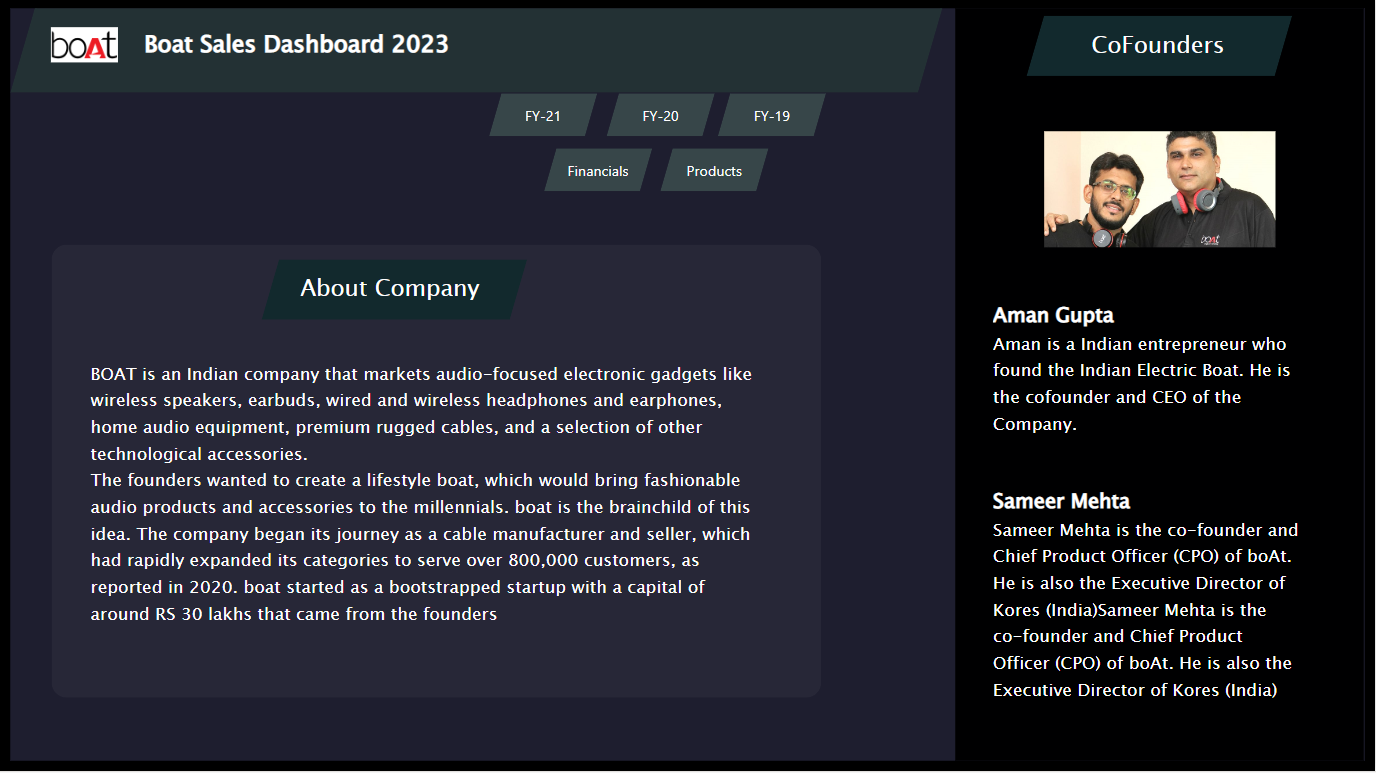 boAt
Boat Sales Dashboard 2023
FY-21
FY-20
FY-19
Financials
Products
About Company
BOAT is an Indian company that markets audio-focused electronic gadgets like
wireless speakers, earbuds, wired and wireless headphones and earphones,
home audio equipment, premium rugged cables, and a selection of other
technological accessories.
The founders wanted to create a lifestyle boat, which would bring fashionable
audio products and accessories to the millennials. boat is the brainchild of this
idea. The company began its journey as a cable manufacturer and seller, which
had rapidly expanded its categories to serve over 800,000 customers, as
reported in 2020. boat started as a bootstrapped startup with a capital of
around RS 30 lakhs that came from the founders
CoFounders
boAt
Aman Gupta
Aman is a Indian entrepreneur who
found the Indian Electric Boat. He is
the cofounder and CEO of the
Company.
Sameer Mehta
Sameer Mehta is the co-founder and
Chief Product Officer (CPO) of boAt.
He is also the Executive Director of
Kores (India)Sameer Mehta is the
co-founder and Chief Product
Officer (CPO) of boAt. He is also the
Executive Director of Kores (India)